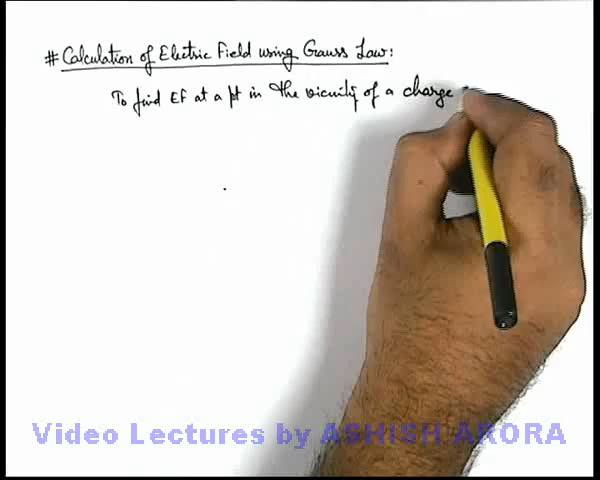 # Calculation of Electric Field using Gauss Law:
To find EF at a pt in the vicinity of a charge
Video Lectures by ASHISH ARORA